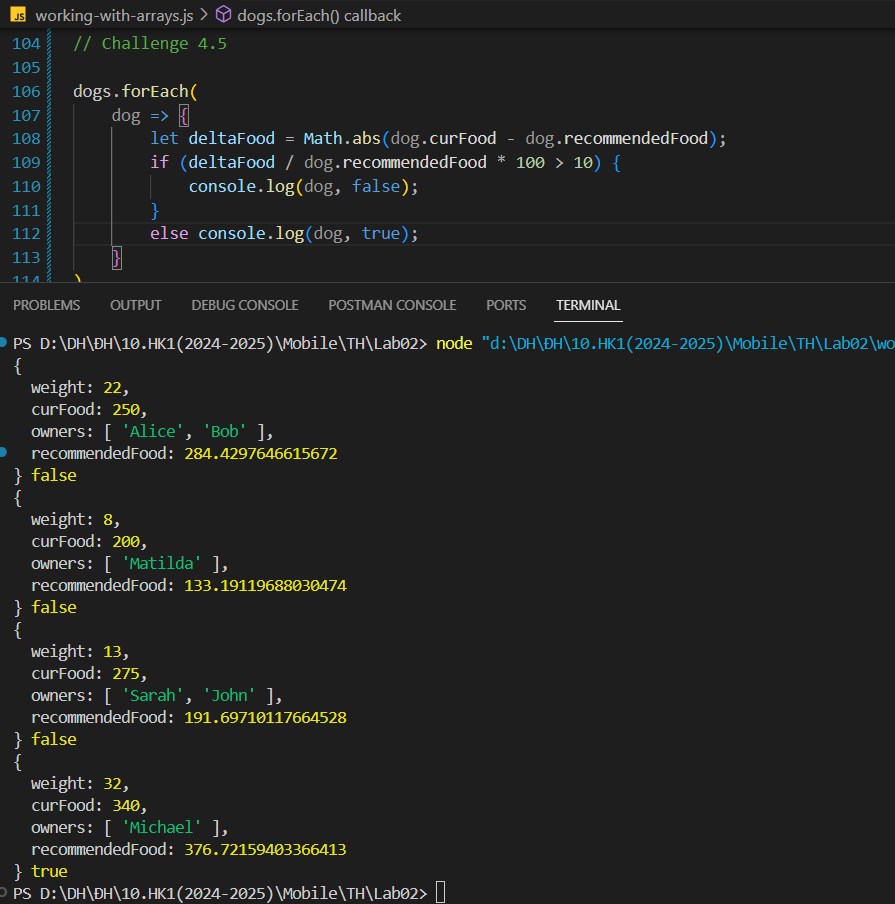 JS working-with-arrays.js > dogs.forEach() callback
104 // Challenge 4.5
105
106 dogs.forEach(
107 dog => {
108 let deltaFood = Math.abs(dog.curFood - dog.recommendedFood);
109 if (deltaFood / dog.recommendedFood * 100 > 10) {
110 console.log(dog, false);
111 }
112 else console.log(dog, true);
113 }
114 )
PROBLEMS OUTPUT DEBUG CONSOLE POSTMAN CONSOLE PORTS TERMINAL
PS D:\DH\ĐH\10.HK1(2024-2025)\Mobile\TH\Lab02> node "d:\DH\ĐH\10.HK1(2024-2025)\Mobile\TH\Lab02\wo
{
weight: 22,
curFood: 250,
owners: [ 'Alice', 'Bob' ],
recommendedFood: 284.4297646615672
} false
{
weight: 8,
curFood: 200,
owners: [ 'Matilda' ],
recommendedFood: 133.19119688030474
} false
{
weight: 13,
curFood: 275,
owners: [ 'Sarah', 'John' ],
recommendedFood: 191.69710117664528
} false
{
weight: 32,
curFood: 340,
owners: [ 'Michael' ],
recommendedFood: 376.72159403366413
} true
PS D:\DH\ĐH\10.HK1(2024-2025)\Mobile\TH\Lab02>